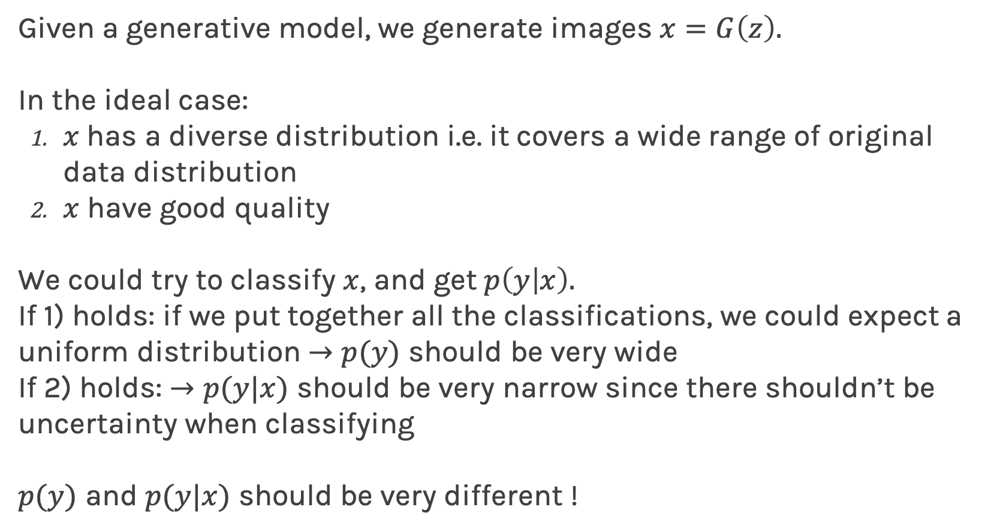 Given a generative model, we generate images x = G(z).
In the ideal case:
1. x has a diverse distribution i.e. it covers a wide range of original
data distribution
2. x have good quality
We could try to classify x, and get p(y|x).
If 1) holds: if we put together all the classifications, we could expect a
uniform distribution → p(y) should be very wide
If 2) holds: → p(y|x) should be very narrow since there shouldn’t be
uncertainty when classifying
p(y) and p(y|x) should be very different !